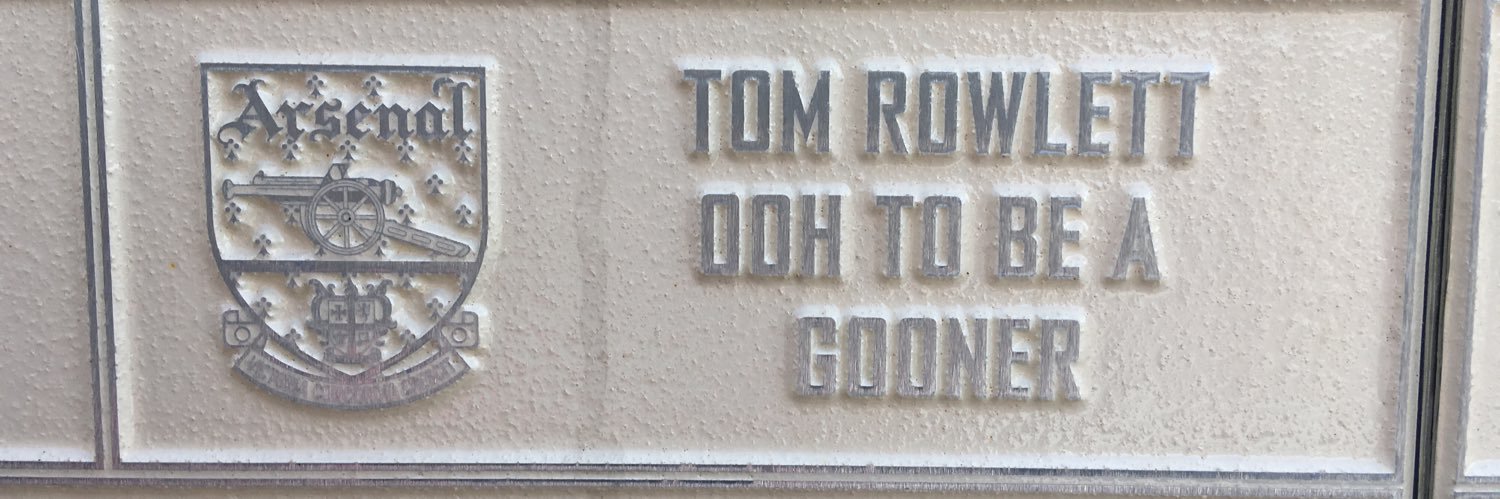 Arsenal
TOM ROWLETT
OOH TO BE A
GOONER